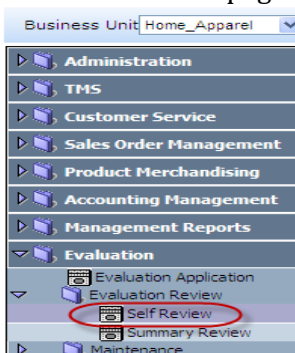 Business Unit Home_Apparel
Administration
TMS
Customer Service
Sales Order Management
Product Merchandising
Accounting Management
Management Reports
Evaluation
Evaluation Application
Evaluation Review
Self Review
Summary Review
Maintenance